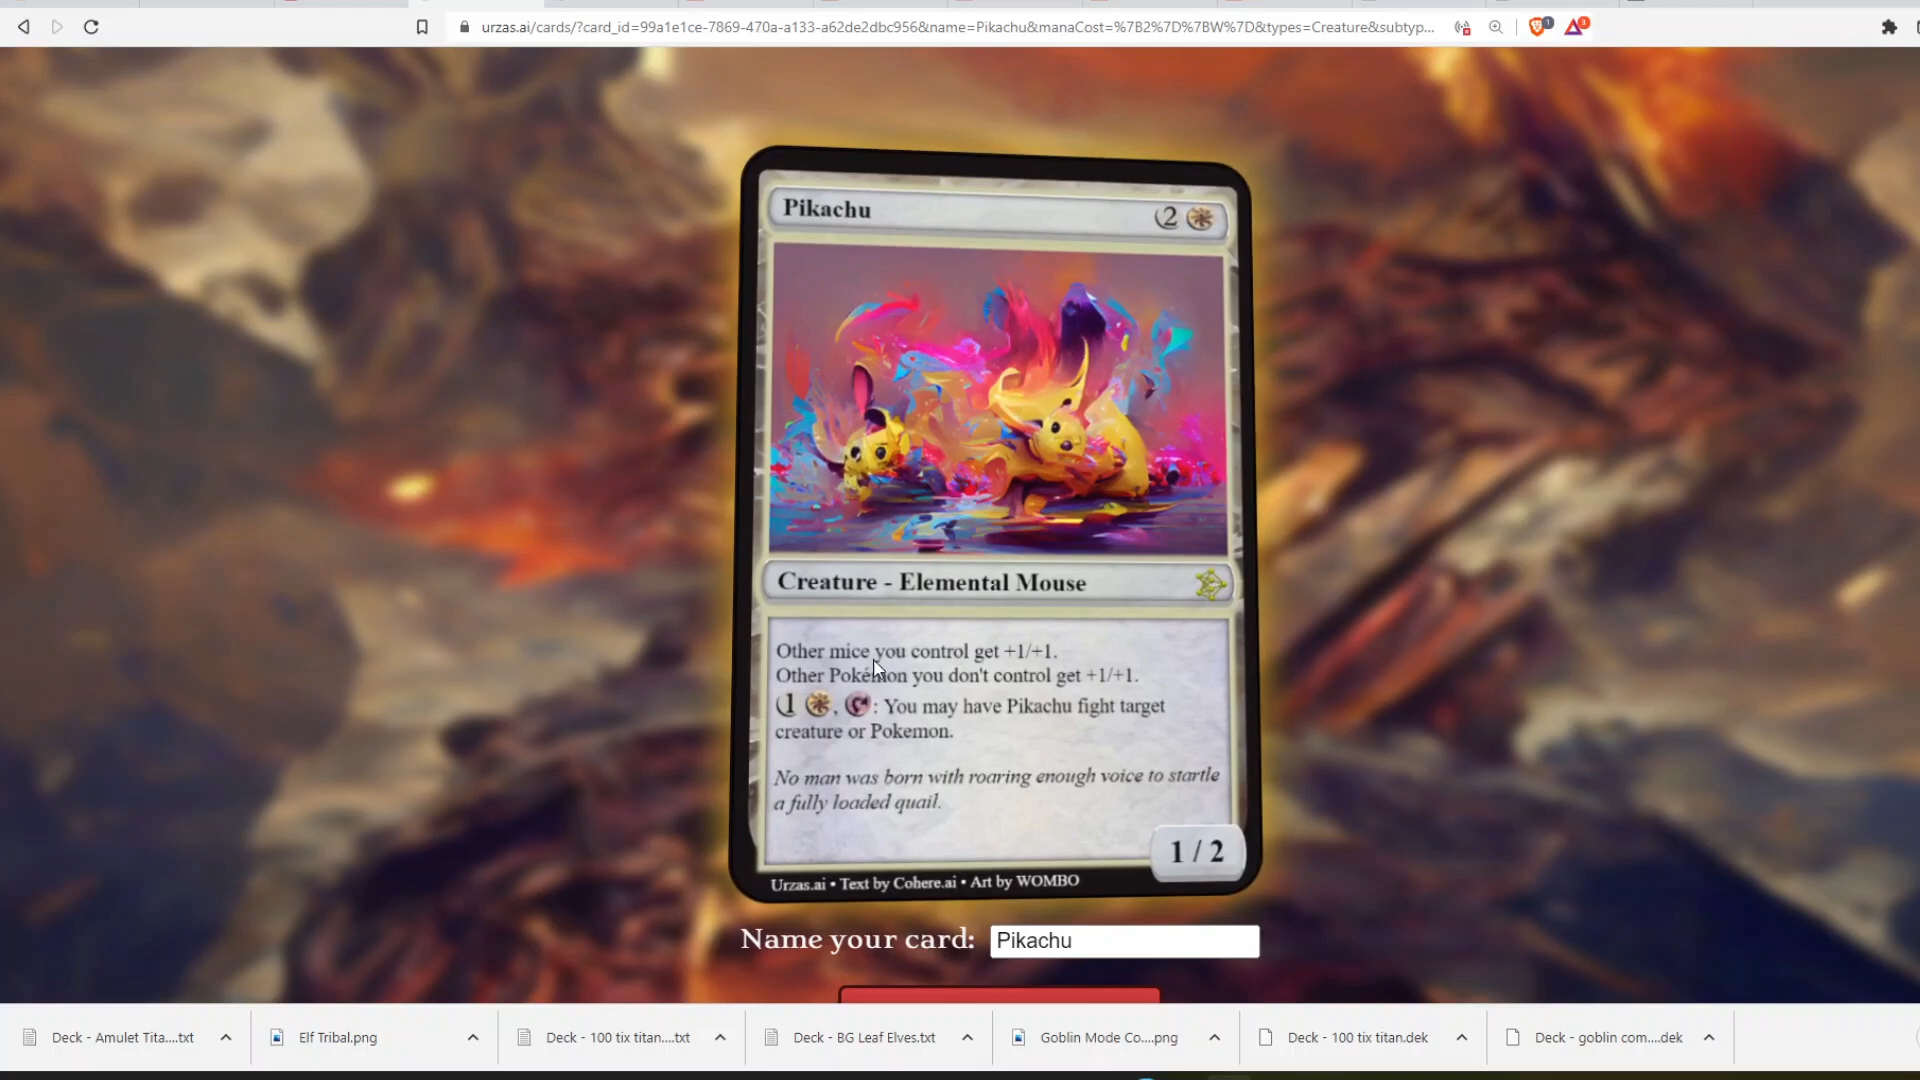 urzas.ai/cards/?card_id=99a1e1ce-7869-470a-a133-a62de2dbc956&name=Pikachu&manaCost=%7B2%7D%7BW%7D&types=Creature&subtyp...
1
3
Pikachu
2
Creature - Elemental Mouse
Other mice you control get +1/+1.
Other Pokémon you don't control get +1/+1.
1 , : You may have Pikachu fight target
creature or Pokemon.
No man was born with roaring enough voice to startle
a fully loaded quail.
1 / 2
Urzas.ai • Text by Cohere.ai • Art by WOMBO
Name your card: Pikachu
Deck - Amulet Tita....txt
Elf Tribal.png
Deck - 100 tix titan....txt
Deck - BG Leaf Elves.txt
Goblin Mode Co....png
Deck - 100 tix titan.dek
Deck - goblin com....dek